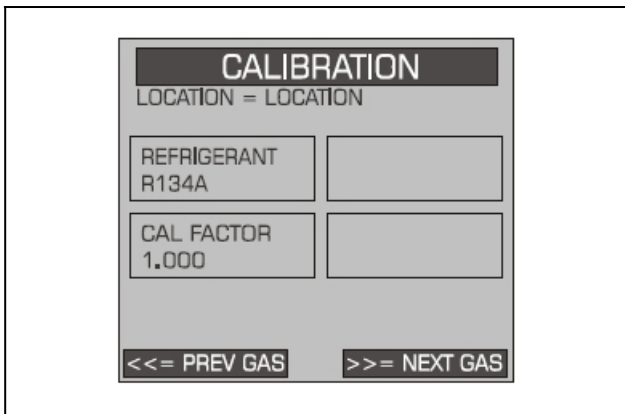 CALIBRATION
LOCATION = LOCATION
REFRIGERANT
R134A
CAL FACTOR
1.000
<<= PREV GAS
>>= NEXT GAS